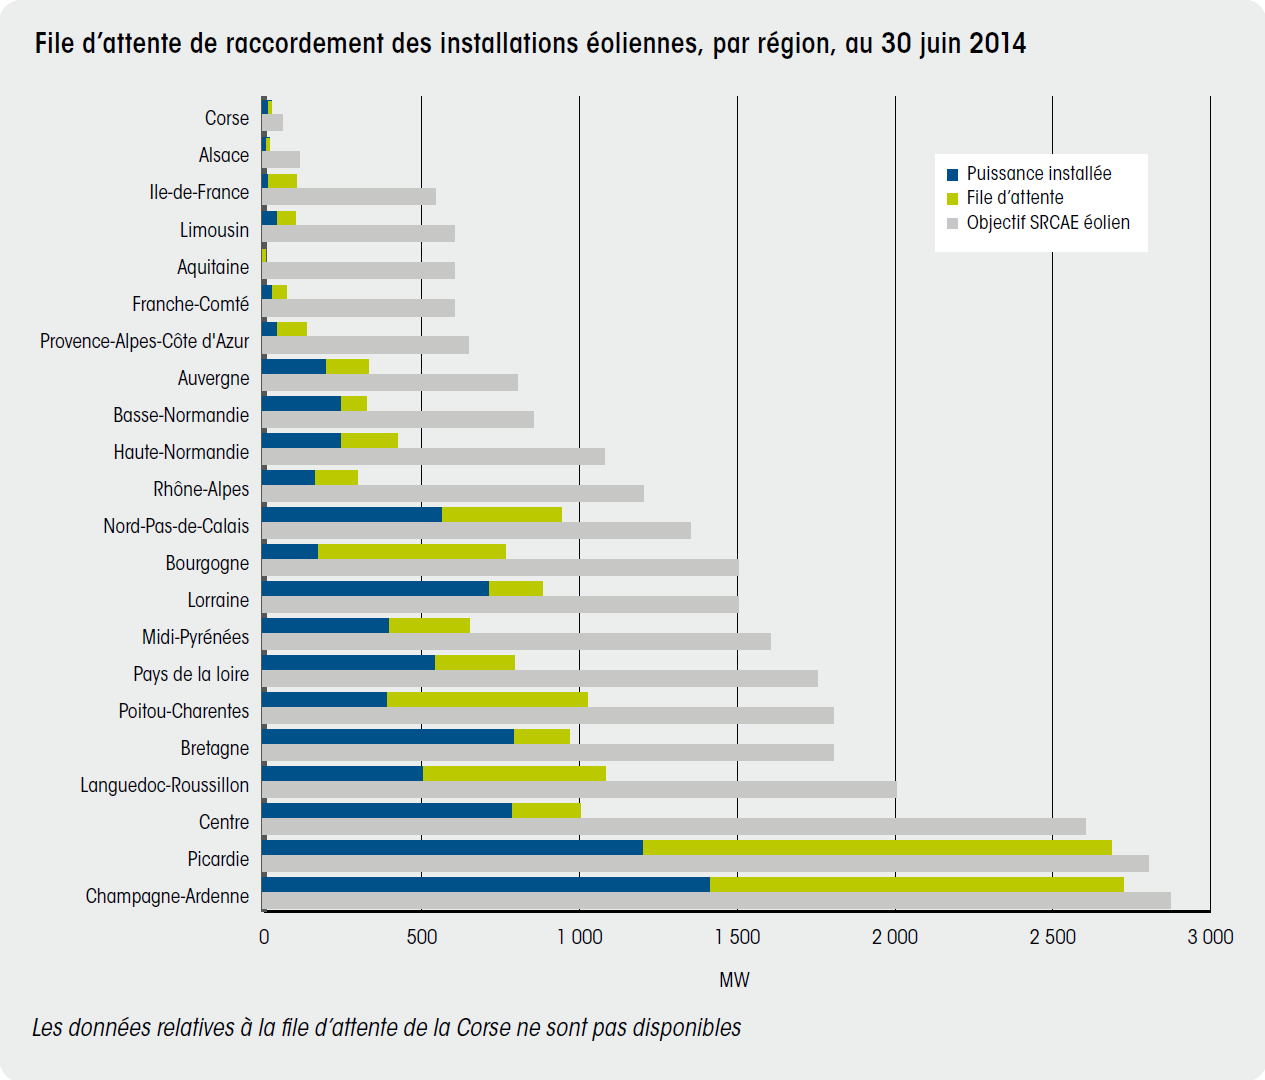 File d'attente de raccordement des installations éoliennes, par région, au 30 juin 2014
Corse
Alsace
Ile-de-France
Limousin
Aquitaine
Franche-Comté
Provence-Alpes-Côte d'Azur
Auvergne
Basse-Normandie
Haute-Normandie
Rhône-Alpes
Nord-Pas-de-Calais
Bourgogne
Lorraine
Midi-Pyrénées
Pays de la loire
Poitou-Charentes
Bretagne
Languedoc-Roussillon
Centre
Picardie
Champagne-Ardenne
Puissance installée
File d'attente
Objectif SRCAE éolien
0 500 1 000 1 500 2 000 2 500 3 000
MW
Les données relatives à la file d'attente de la Corse ne sont pas disponibles